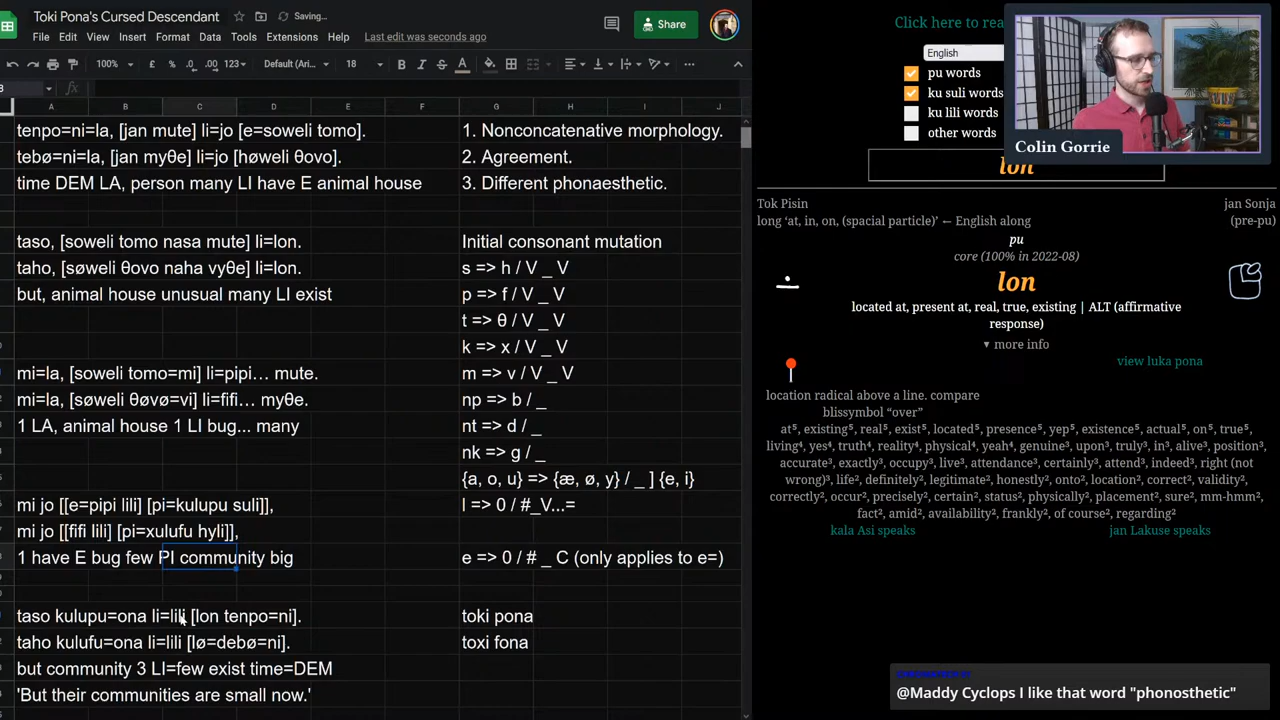 Toki Pona's Cursed Descendant
Saving...
File Edit View Insert Format Data Tools Extensions Help Last edit was seconds ago
Share
100% £ % .0 .00 123 Default (Ari... 18 B I S A
A B C D E F G H I J
tenpo=ni=la, [jan mute] li=jo [e=soweli tomo].
1. Nonconcatenative morphology.
tebø=ni=la, [jan myθe] li=jo [høweli θovo].
2. Agreement.
time DEM LA, person many LI have E animal house
3. Different phonaesthetic.
taso, [soweli tomo nasa mute] li=lon.
Initial consonant mutation
taho, [søweli θovo naha vyθe] li=lon.
s => h / V _ V
but, animal house unusual many LI exist
p => f / V _ V
t => θ / V _ V
k => x / V _ V
mi=la, [soweli tomo=mi] li=pipi… mute.
m => v / V _ V
mi=la, [søweli θøvø=vi] li=fifi… myθe.
np => b / _
1 LA, animal house 1 LI bug... many
nt => d / _
nk => g / _
{a, o, u} => {æ, ø, y} / _ ] {e, i}
mi jo [[e=pipi lili] [pi=kulupu suli]],
l => 0 / #_V...=
mi jo [[fifi lili] [pi=xulufu hyli]],
1 have E bug few PI community big
e => 0 / # _ C (only applies to e=)
taso kulupu=ona li=lili [lon tenpo=ni].
toki pona
taho kulufu=ona li=lili [lø=debø=ni].
toxi fona
but community 3 LI=few exist time=DEM
'But their communities are small now.'
Click here to rea
English
pu words
ku suli words
ku lili words
other words
Colin Gorrie
lon
Tok Pisin
jan Sonja
long ‘at, in, on, (spacial particle)’ ← English along
(pre-pu)
pu
core (100% in 2022-08)
lon
located at, present at, real, true, existing | ALT (affirmative
response)
▾ more info
view luka pona
location radical above a line. compare
blissymbol “over”
at⁵, existing⁵, real⁵, exist⁵, located⁵, presence⁵, yep⁵, existence⁵, actual⁵, on⁵, true⁵,
living⁴, yes⁴, truth⁴, reality⁴, physical⁴, yeah⁴, genuine³, upon³, truly³, in³, alive³, position³,
accurate³, exactly³, occupy³, live³, attendance³, certainly³, attend³, indeed³, right (not
wrong)³, life², definitely², legitimate², honestly², onto², location², correct², validity²,
correctly², occur², precisely², certain², status², physically², placement², sure², mm-hmm²,
fact², amid², availability², frankly², of course², regarding²
kala Asi speaks
jan Lakuse speaks
@Maddy Cyclops I like that word "phonosthetic"